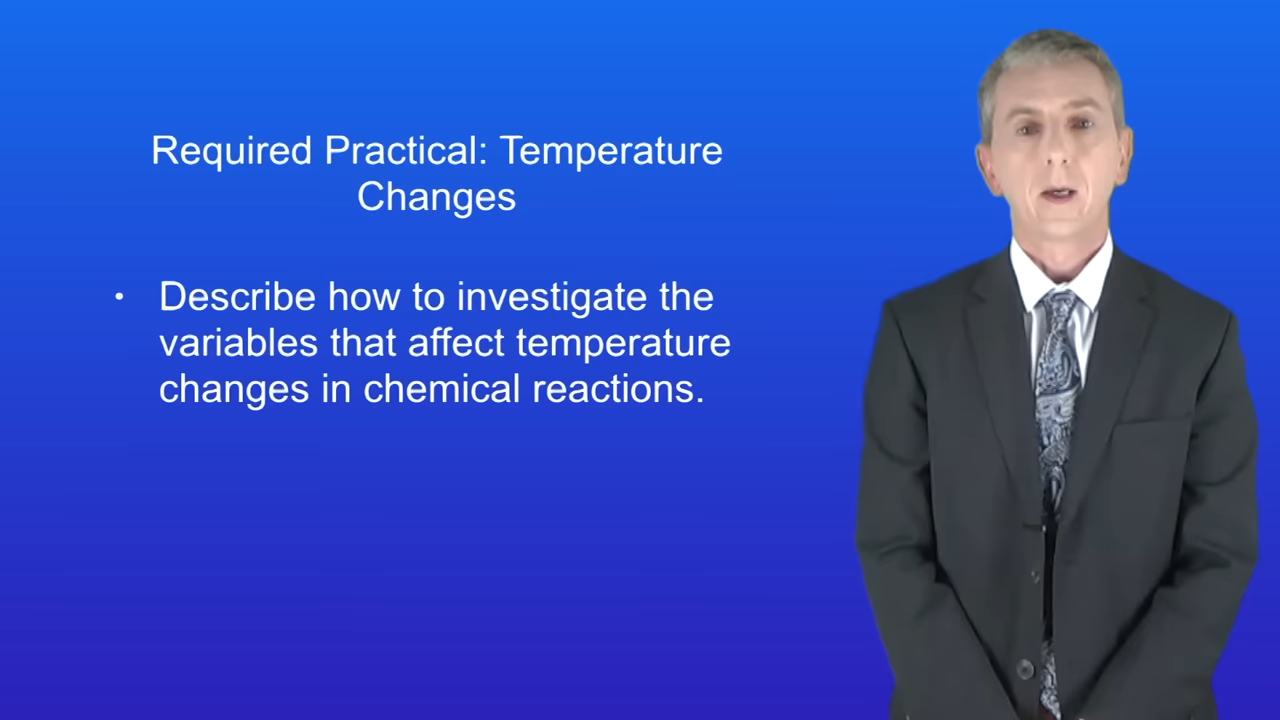 Required Practical: Temperature
Changes
• Describe how to investigate the
variables that affect temperature
changes in chemical reactions.